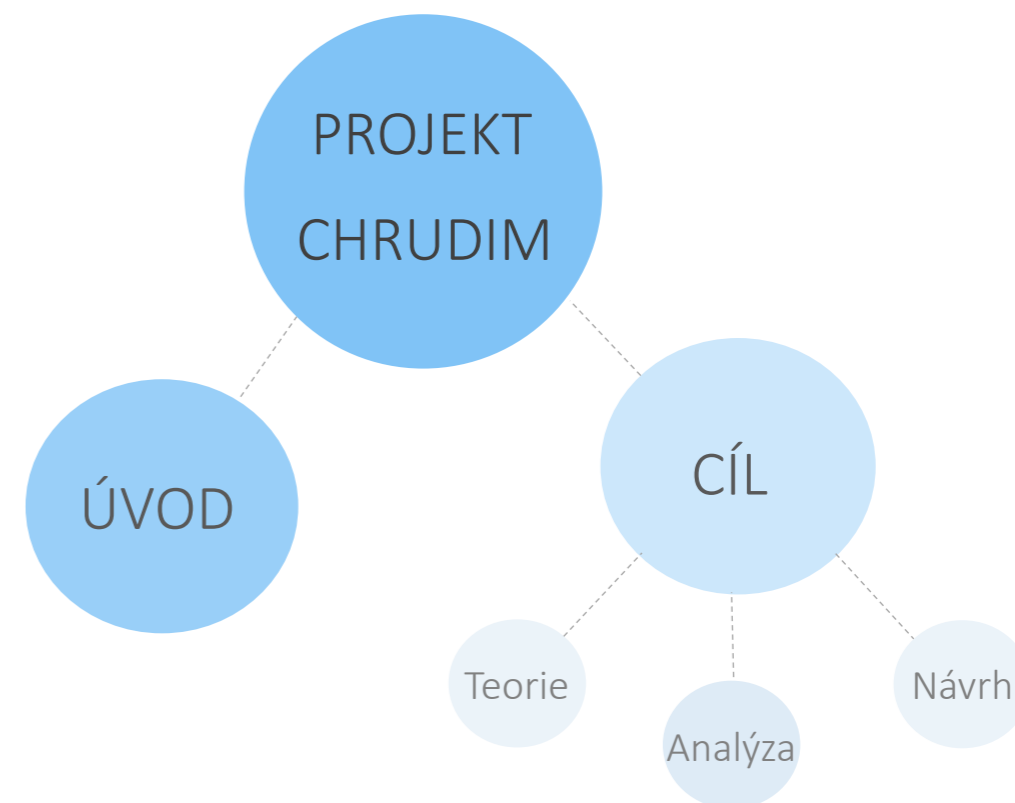 PROJEKT
CHRUDIM
ÚVOD
CÍL
Teorie
Analýza
Návrh